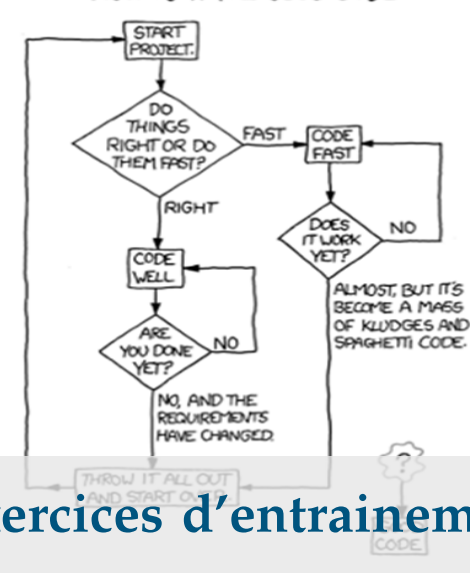 START
PROJECT.
DO
THINGS
RIGHT OR DO
THEM FAST?
FAST
CODE
FAST
RIGHT
DOES
IT WORK
YET?
NO
CODE
WELL
ALMOST, BUT IT'S
BECOME A MASS
OF KLUDGES AND
SPAGHETTI CODE.
ARE
YOU DONE
YET?
NO
NO, AND THE
REQUIREMENTS
HAVE CHANGED.
THROW IT ALL OUT
AND START OVER
?
ercices d’entrainem
CODE